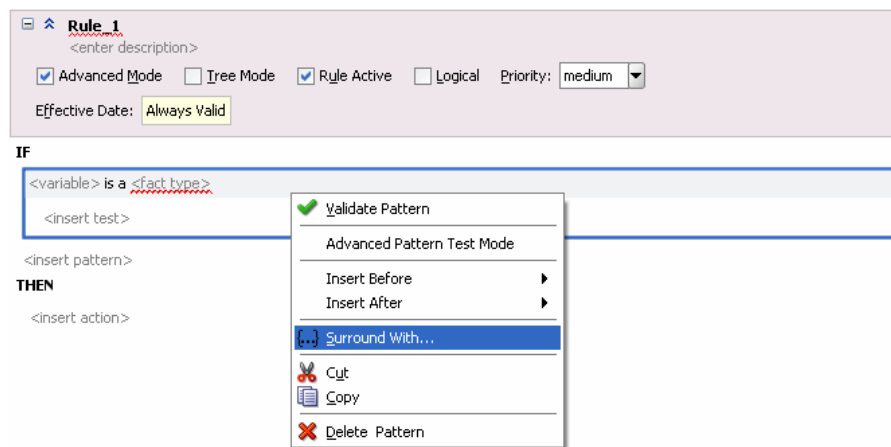 Rule_1
<enter description>
Advanced Mode Tree Mode Rule Active Logical Priority: medium
Effective Date: Always Valid
IF
<variable> is a <fact type>
<insert test>
<insert pattern>
THEN
<insert action>
Validate Pattern
Advanced Pattern Test Mode
Insert Before
Insert After
{...} Surround With...
Cut
Copy
Delete Pattern